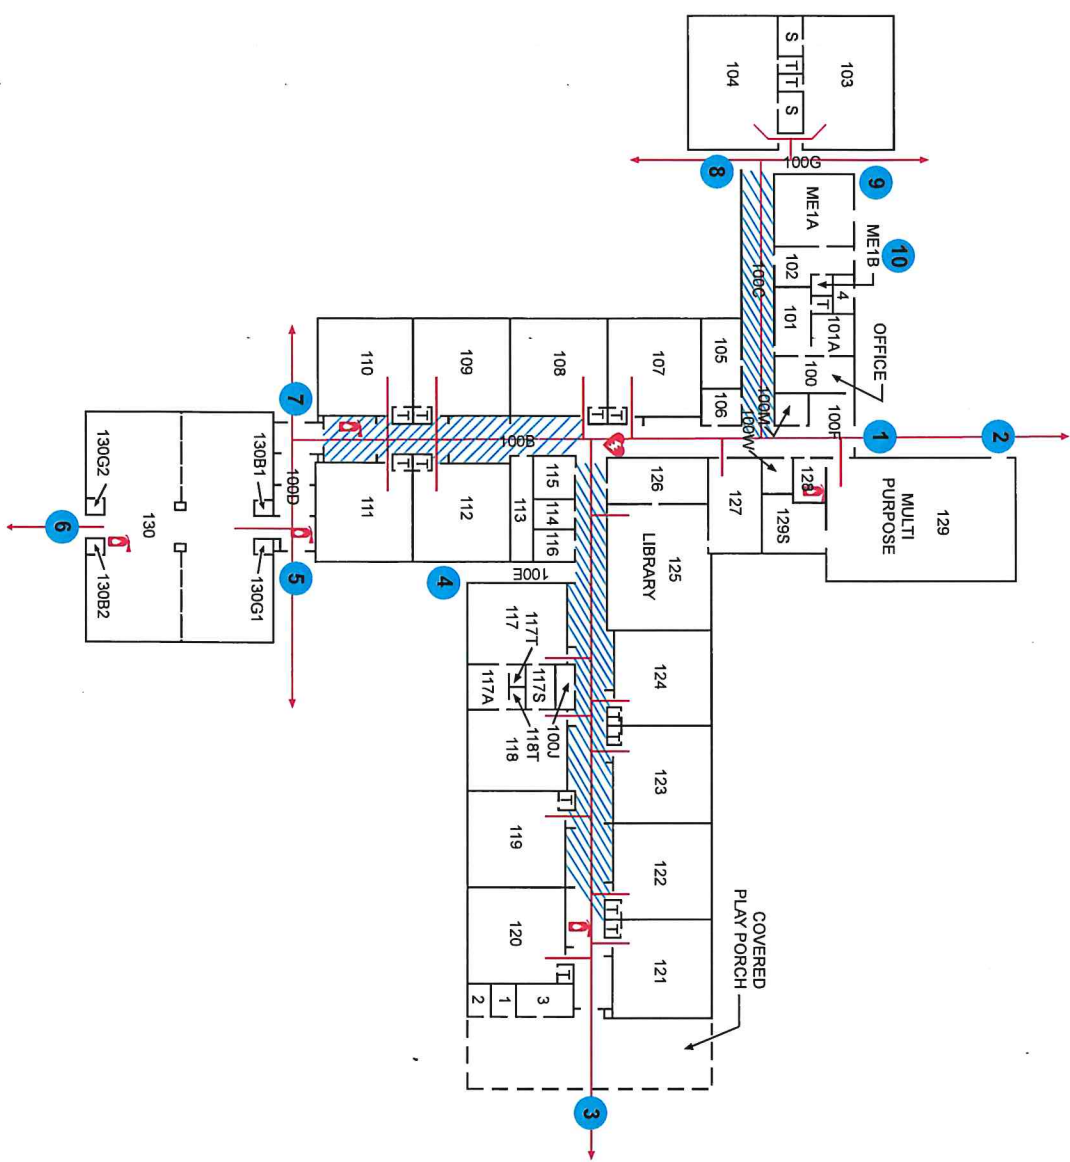 2
10
129
MULTI
PURPOSE
9
ME1B
OFFICE
1
103
4
101A
100F
T
128
100
ME1A
102
101
S
T
T
S
129S
100G
100C
100M
100W
COVERED
PLAY PORCH
104
8
105
106
127
107
126
125
LIBRARY
124
123
122
121
T
T
T
T
T
T
3
108
115
114
116
100J
T
T
3
100B
113
100E
117S
117T
118T
117
118
119
120
1
109
112
117A
2
4
T
T
T
T
110
111
7
100D
5
130B1
130G1
130
130G2
130B2
6